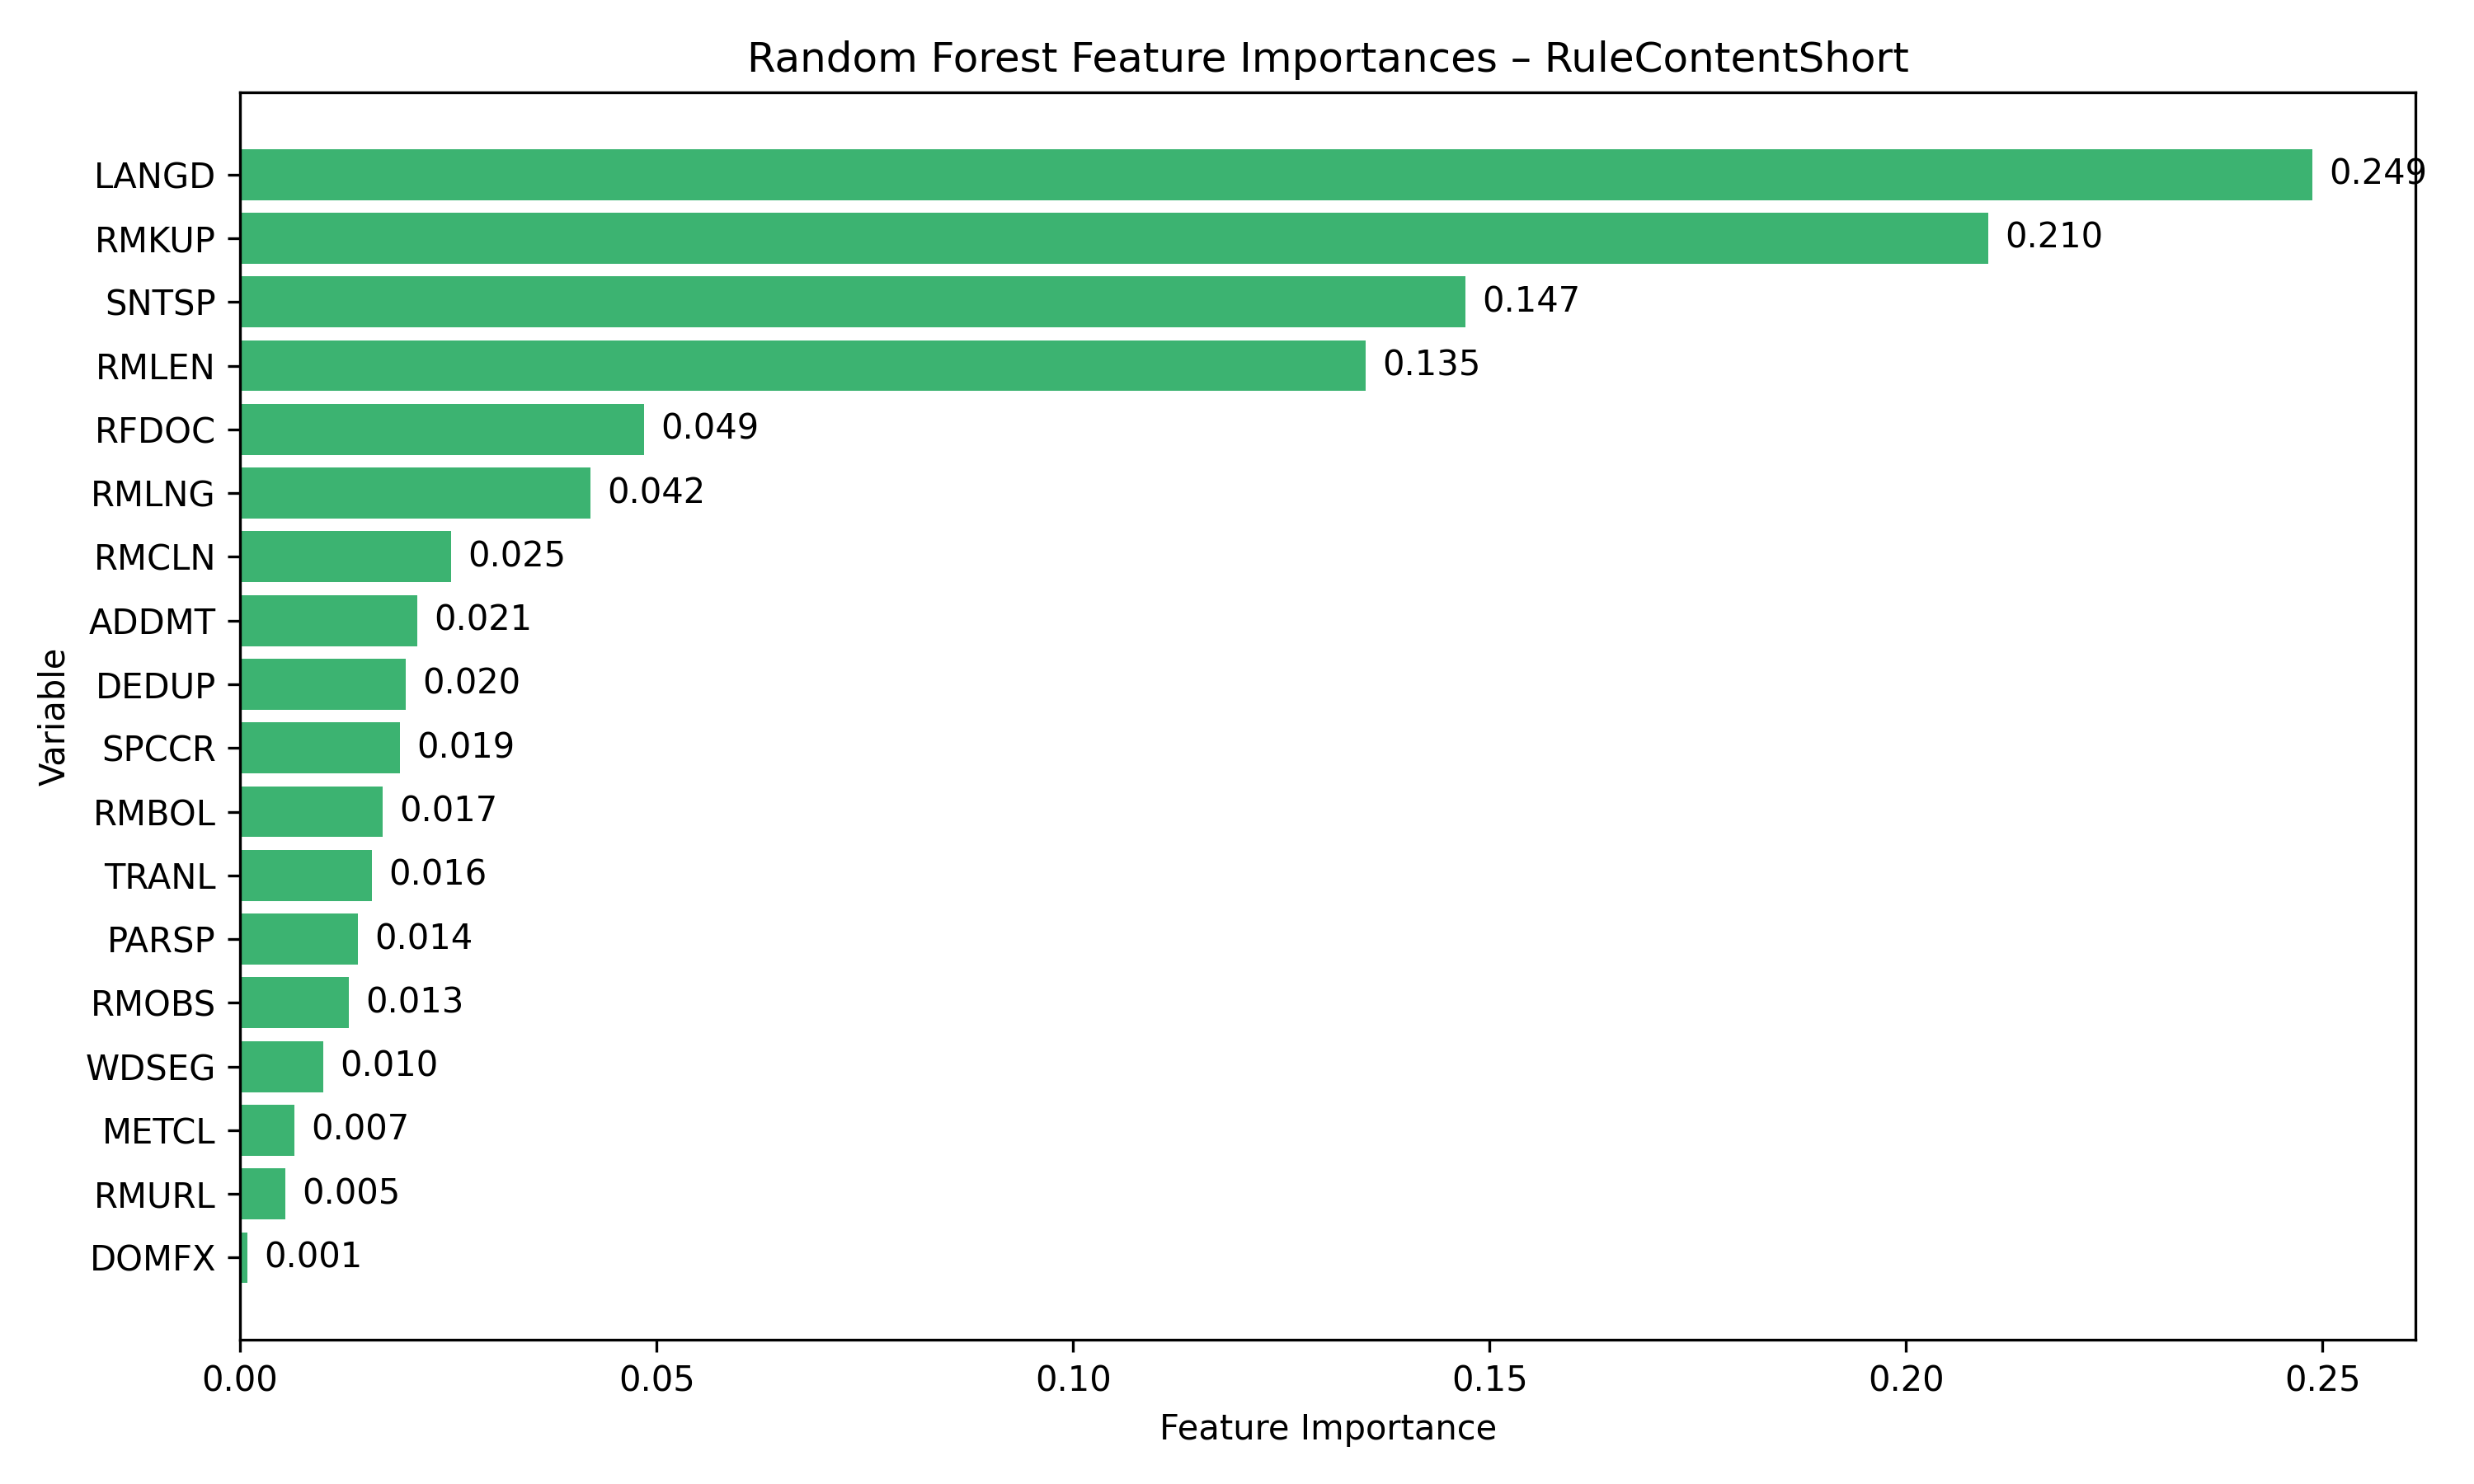 Random Forest Feature Importances – RuleContentShort
LANGD 0.249
RMKUP 0.210
SNTSP 0.147
RMLEN 0.135
RFDOC 0.049
RMLNG 0.042
RMCLN 0.025
ADDMT 0.021
DEDUP 0.020
SPCCR 0.019
RMBOL 0.017
TRANL 0.016
PARSP 0.014
RMOBS 0.013
WDSEG 0.010
METCL 0.007
RMURL 0.005
DOMFX 0.001
Variable
0.00 0.05 0.10 0.15 0.20 0.25
Feature Importance